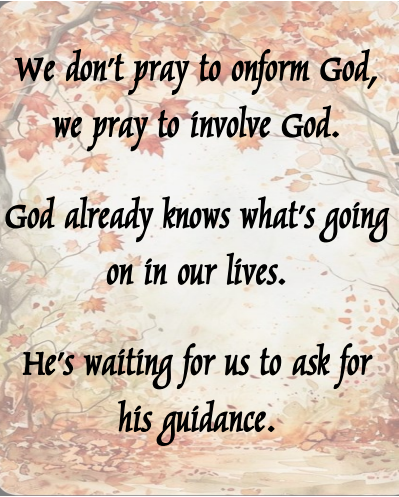 We don't pray to onform God,
we pray to involve God.
God already knows what's going
on in our lives.
He's waiting for us to ask for
his guidance.